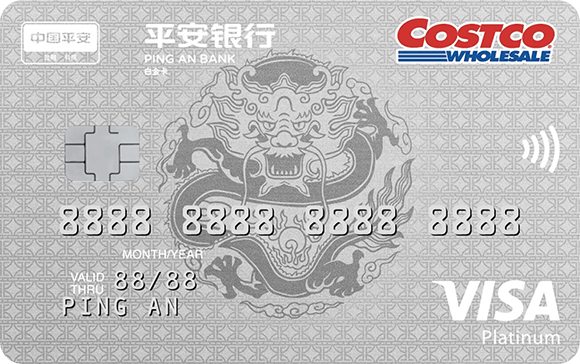 中国平安
平安银行
PING AN BANK
白金卡
COSTCO
WHOLESALE
8888 8888 8888 8888
MONTH/YEAR
VALID
THRU
88/88
PING AN
VISA
Platinum